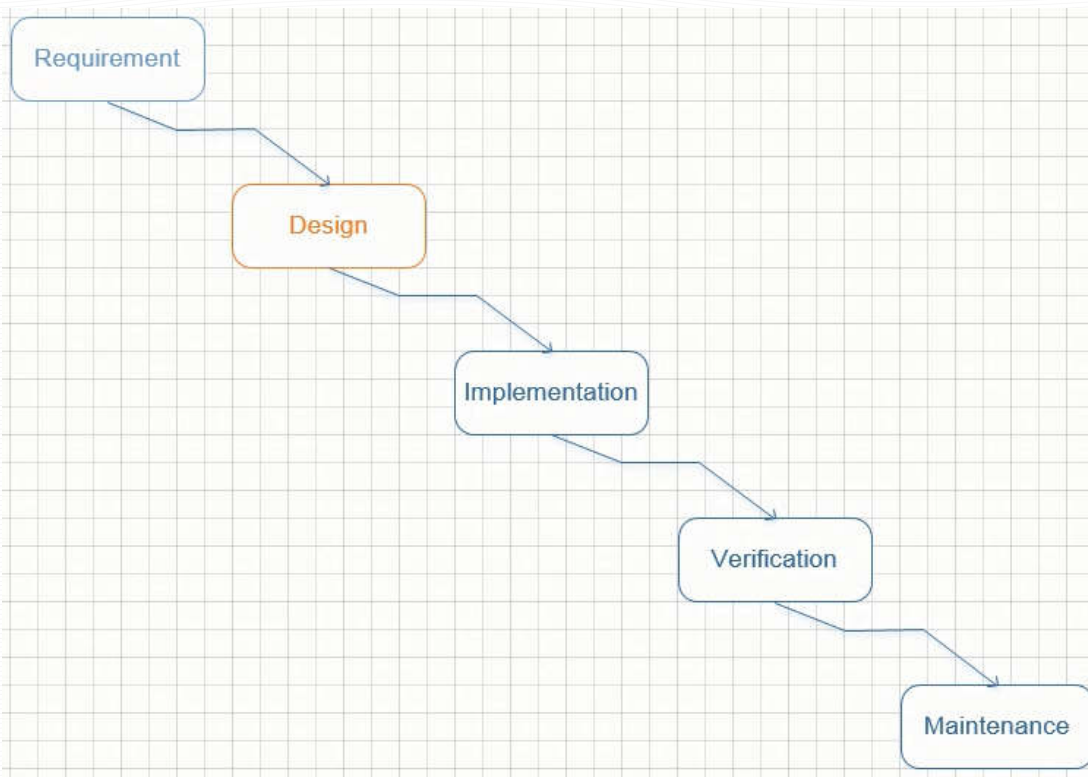 Requirement
Design
Implementation
Verification
Maintenance